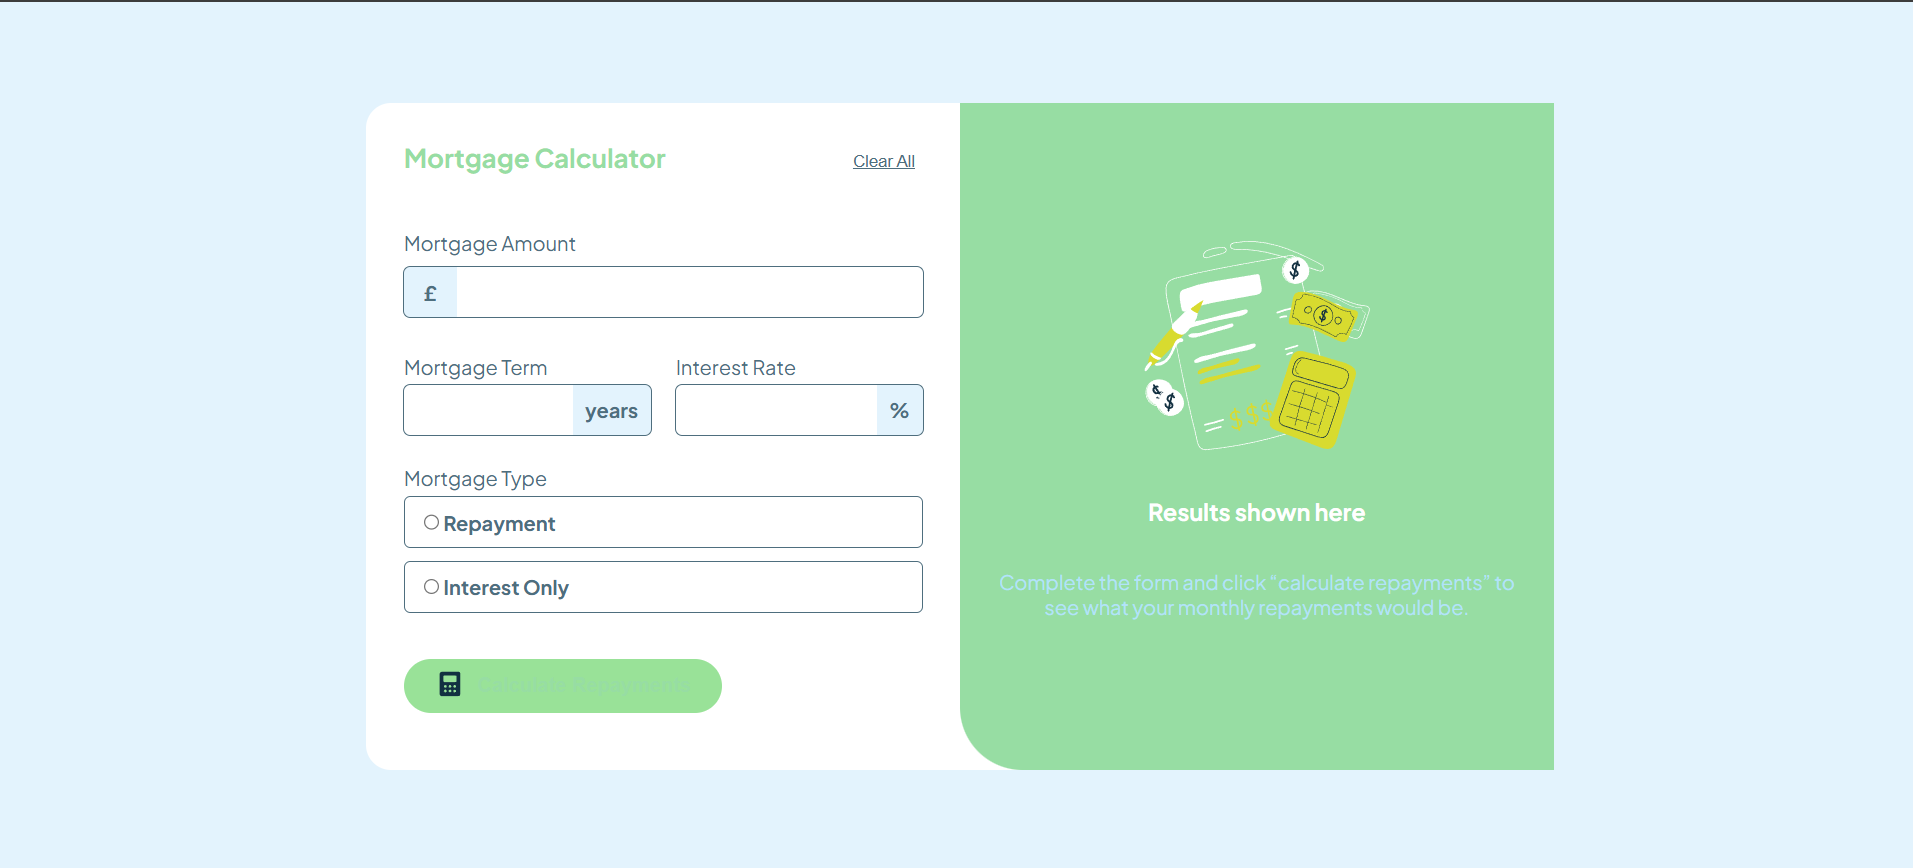 Mortgage Calculator
Clear All
Mortgage Amount
£
Mortgage Term
Interest Rate
years
%
Mortgage Type
Repayment
Interest Only
Calculate Repayments
$
$
$
$
$$$
Results shown here
Complete the form and click “calculate repayments” to
see what your monthly repayments would be.